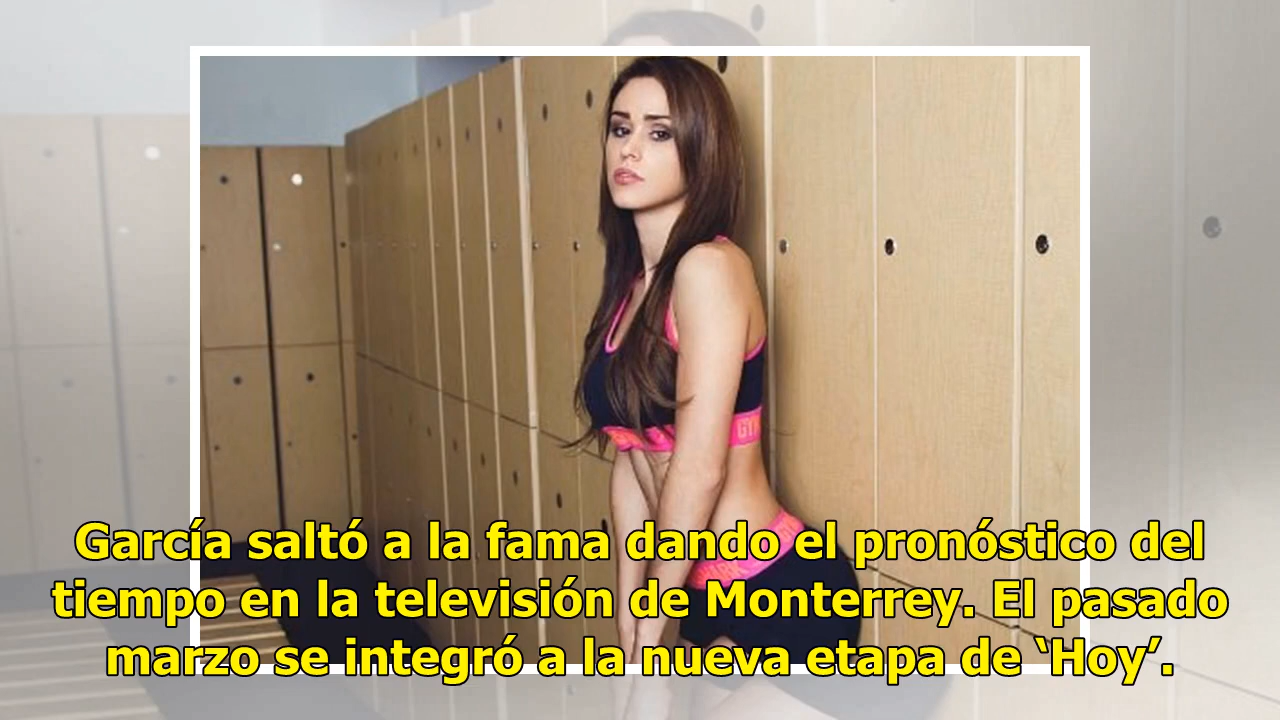 García saltó a la fama dando el pronóstico del
tiempo en la televisión de Monterrey. El pasado
marzo se integró a la nueva etapa de ‘Hoy’.